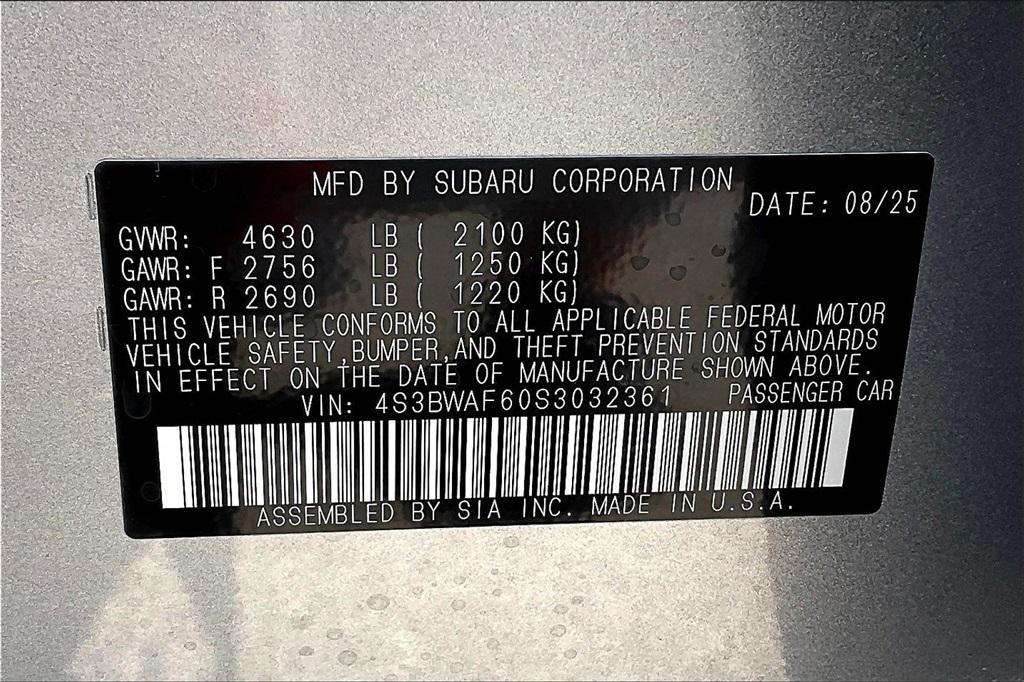 MFD BY SUBARU CORPORATION
DATE: 08/25
GVWR: 4630 LB ( 2100 KG)
GAWR: F 2756 LB ( 1250 KG)
GAWR: R 2690 LB ( 1220 KG)
THIS VEHICLE CONFORMS TO ALL APPLICABLE FEDERAL MOTOR
VEHICLE SAFETY,BUMPER,AND THEFT PREVENTION STANDARDS
IN EFFECT ON THE DATE OF MANUFACTURE SHOWN ABOVE.
VIN: 4S3BWAF60S3032361 PASSENGER CAR
ASSEMBLED BY SIA INC. MADE IN U.S.A.